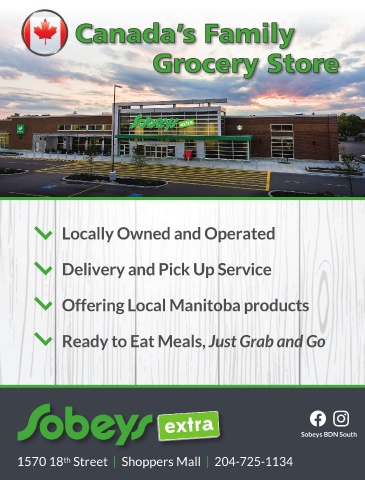 Canada's Family
Grocery Store
Sobeys extra
Locally Owned and Operated
Delivery and Pick Up Service
Offering Local Manitoba products
Ready to Eat Meals, Just Grab and Go
Sobeys extra
Sobeys BDN South
1570 18th Street | Shoppers Mall | 204-725-1134